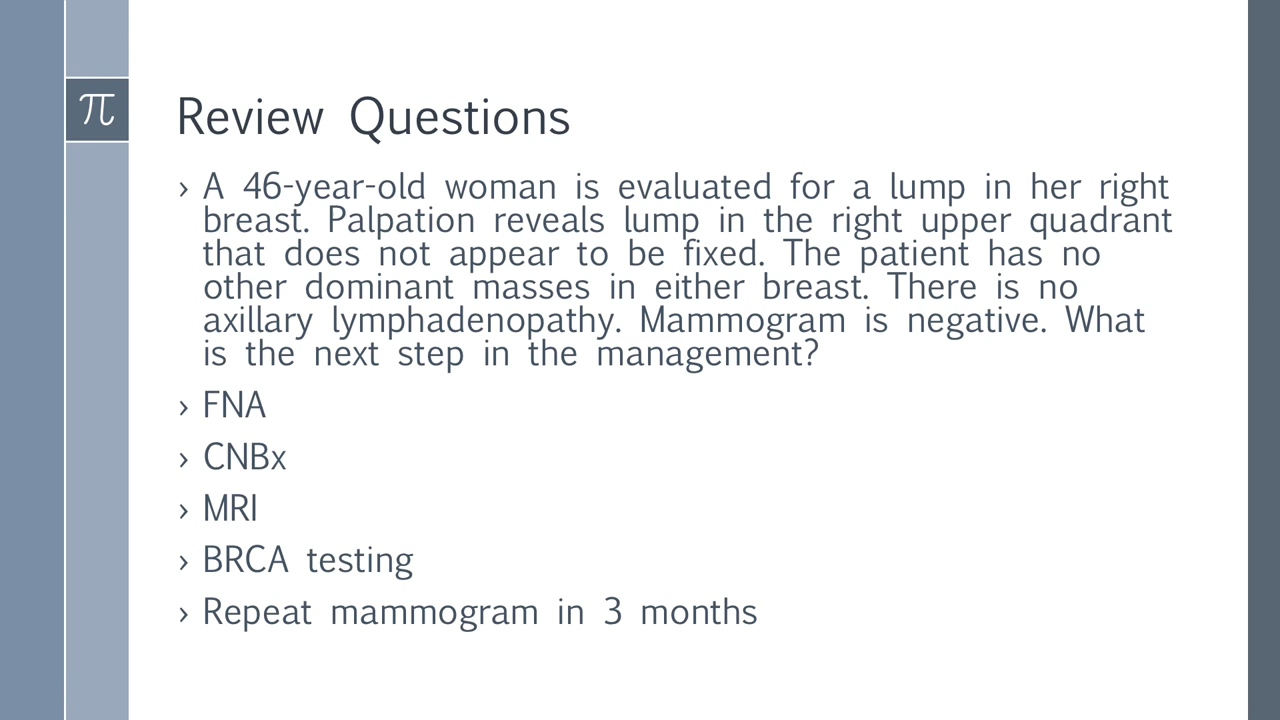 π
Review Questions
› A 46-year-old woman is evaluated for a lump in her right
breast. Palpation reveals lump in the right upper quadrant
that does not appear to be fixed. The patient has no
other dominant masses in either breast. There is no
axillary lymphadenopathy. Mammogram is negative. What
is the next step in the management?
› FNA
› CNBx
› MRI
› BRCA testing
› Repeat mammogram in 3 months